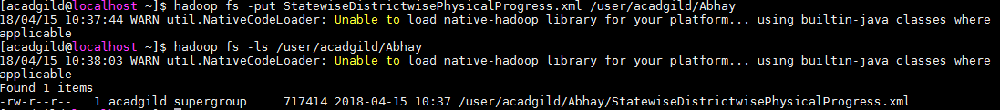 [acadgild@localhost ~]$ hadoop fs -put StatewiseDistrictwisePhysicalProgress.xml /user/acadgild/Abhay
18/04/15 10:37:44 WARN util.NativeCodeLoader: Unable to load native-hadoop library for your platform... using builtin-java classes where
applicable
[acadgild@localhost ~]$ hadoop fs -ls /user/acadgild/Abhay
18/04/15 10:38:03 WARN util.NativeCodeLoader: Unable to load native-hadoop library for your platform... using builtin-java classes where
applicable
Found 1 items
-rw-r--r--   1 acadgild supergroup     717414 2018-04-15 10:37 /user/acadgild/Abhay/StatewiseDistrictwisePhysicalProgress.xml